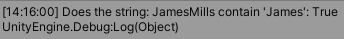 [14:16:00] Does the string: JamesMills contain 'James': True
UnityEngine.Debug:Log(Object)